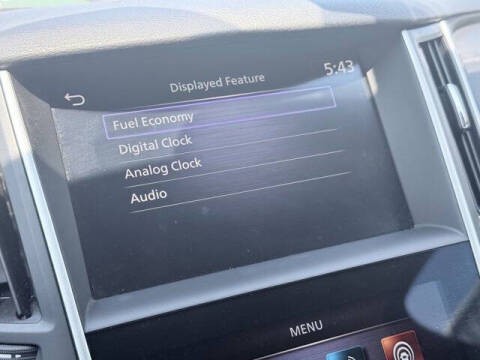 5:43
Displayed Feature
Fuel Economy
Digital Clock
Analog Clock
Audio
MENU